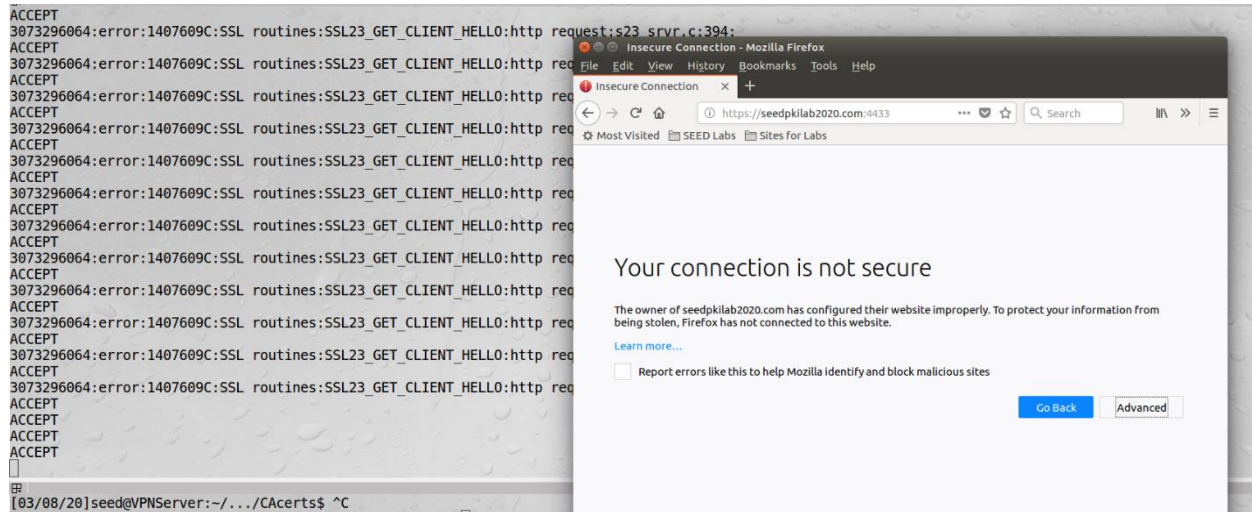 ACCEPT
3073296064:error:1407609C:SSL routines:SSL23_GET_CLIENT_HELLO:http request:s23_srvr.c:394:
ACCEPT
3073296064:error:1407609C:SSL routines:SSL23_GET_CLIENT_HELLO:http req
ACCEPT
3073296064:error:1407609C:SSL routines:SSL23_GET_CLIENT_HELLO:http req
ACCEPT
3073296064:error:1407609C:SSL routines:SSL23_GET_CLIENT_HELLO:http req
ACCEPT
3073296064:error:1407609C:SSL routines:SSL23_GET_CLIENT_HELLO:http req
ACCEPT
3073296064:error:1407609C:SSL routines:SSL23_GET_CLIENT_HELLO:http req
ACCEPT
3073296064:error:1407609C:SSL routines:SSL23_GET_CLIENT_HELLO:http req
ACCEPT
3073296064:error:1407609C:SSL routines:SSL23_GET_CLIENT_HELLO:http req
ACCEPT
3073296064:error:1407609C:SSL routines:SSL23_GET_CLIENT_HELLO:http req
ACCEPT
3073296064:error:1407609C:SSL routines:SSL23_GET_CLIENT_HELLO:http req
ACCEPT
3073296064:error:1407609C:SSL routines:SSL23_GET_CLIENT_HELLO:http req
ACCEPT
3073296064:error:1407609C:SSL routines:SSL23_GET_CLIENT_HELLO:http req
ACCEPT
ACCEPT
ACCEPT
ACCEPT
[03/08/20]seed@VPNServer:~/.../CAcerts$ ^C
Insecure Connection - Mozilla Firefox
File Edit View History Bookmarks Tools Help
Insecure Connection
https://seedpkilab2020.com:4433
Search
Most Visited SEED Labs Sites for Labs
Your connection is not secure
The owner of seedpkilab2020.com has configured their website improperly. To protect your information from
being stolen, Firefox has not connected to this website.
Learn more...
Report errors like this to help Mozilla identify and block malicious sites
Go Back Advanced